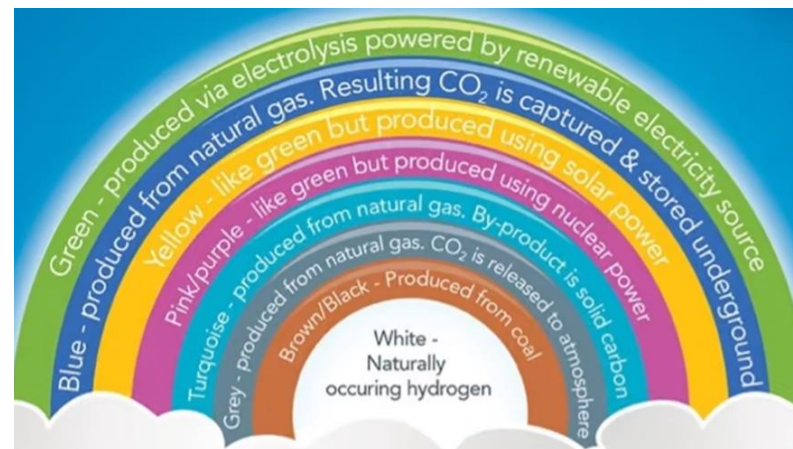 Green - produced via electrolysis powered by renewable electricity source
Blue - produced from natural gas. Resulting CO₂ is captured & stored underground
Yellow - like green but produced using solar power
Pink/purple - like green but produced using nuclear power
Turquoise - produced from natural gas. By-product is solid carbon
Grey - produced from natural gas. CO₂ is released to atmosphere
Brown/Black - Produced from coal
White -
Naturally
occuring hydrogen